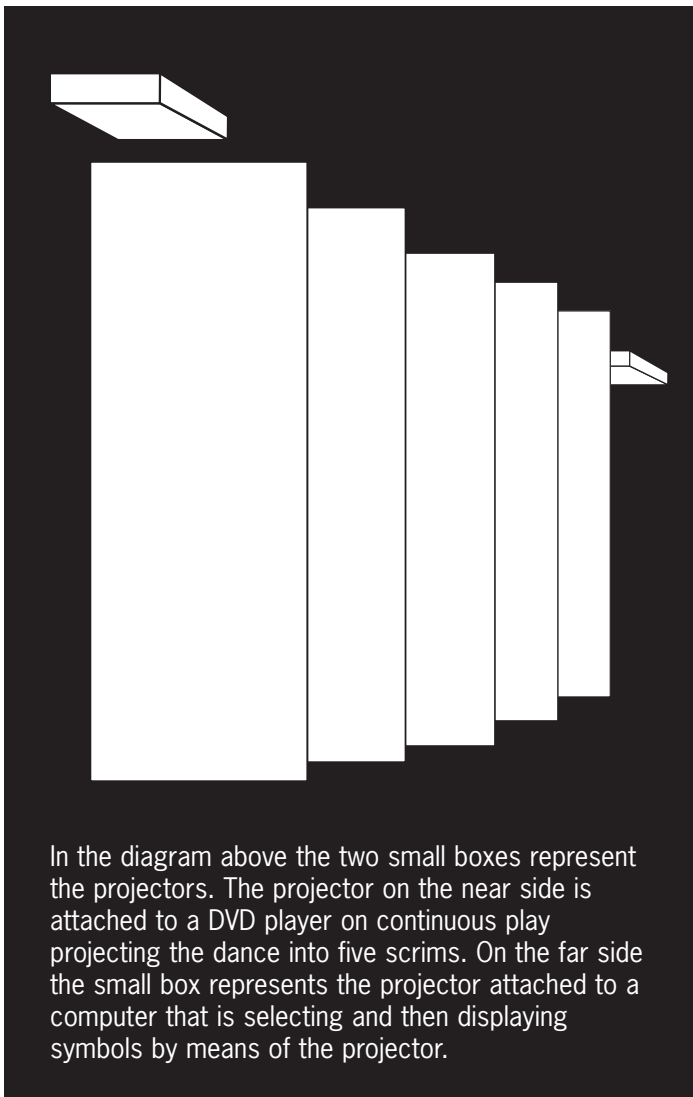 In the diagram above the two small boxes represent
the projectors. The projector on the near side is
attached to a DVD player on continuous play
projecting the dance into five scrims. On the far side
the small box represents the projector attached to a
computer that is selecting and then displaying
symbols by means of the projector.